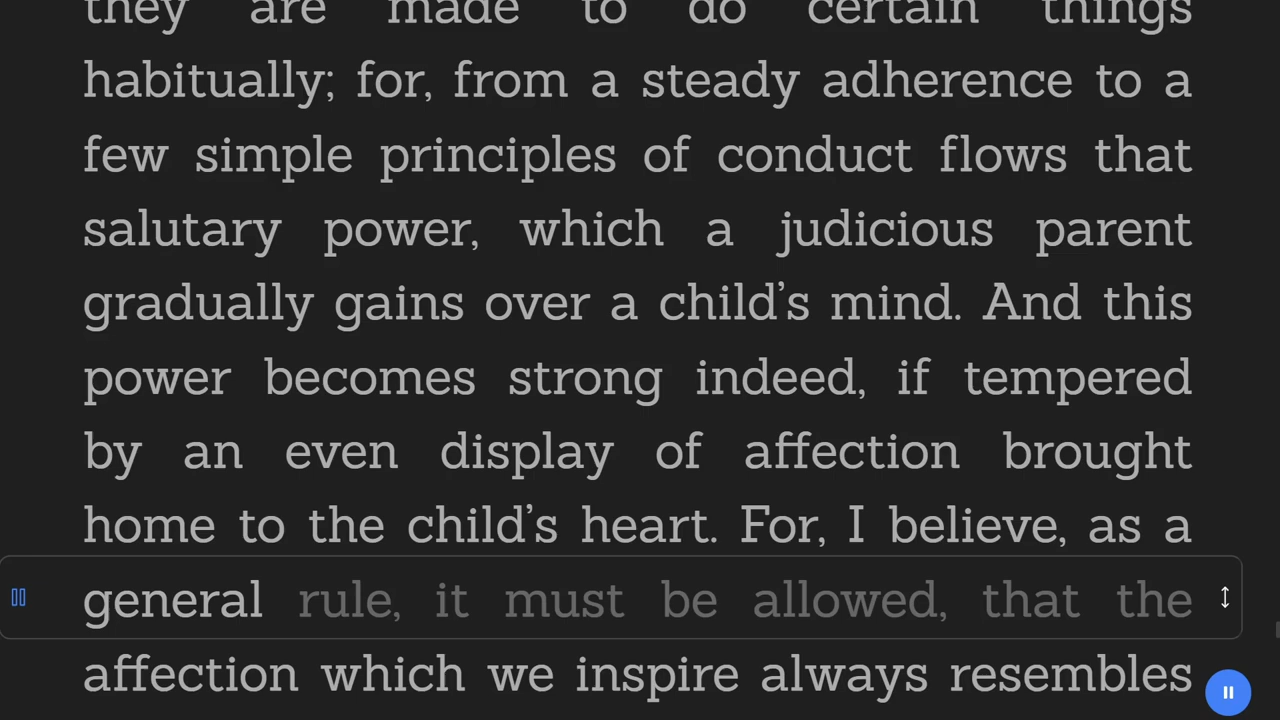 they are made to do certain things
habitually; for, from a steady adherence to a
few simple principles of conduct flows that
salutary power, which a judicious parent
gradually gains over a child's mind. And this
power becomes strong indeed, if tempered
by an even display of affection brought
home to the child's heart. For, I believe, as a
general rule, it must be allowed, that the
affection which we inspire always resembles